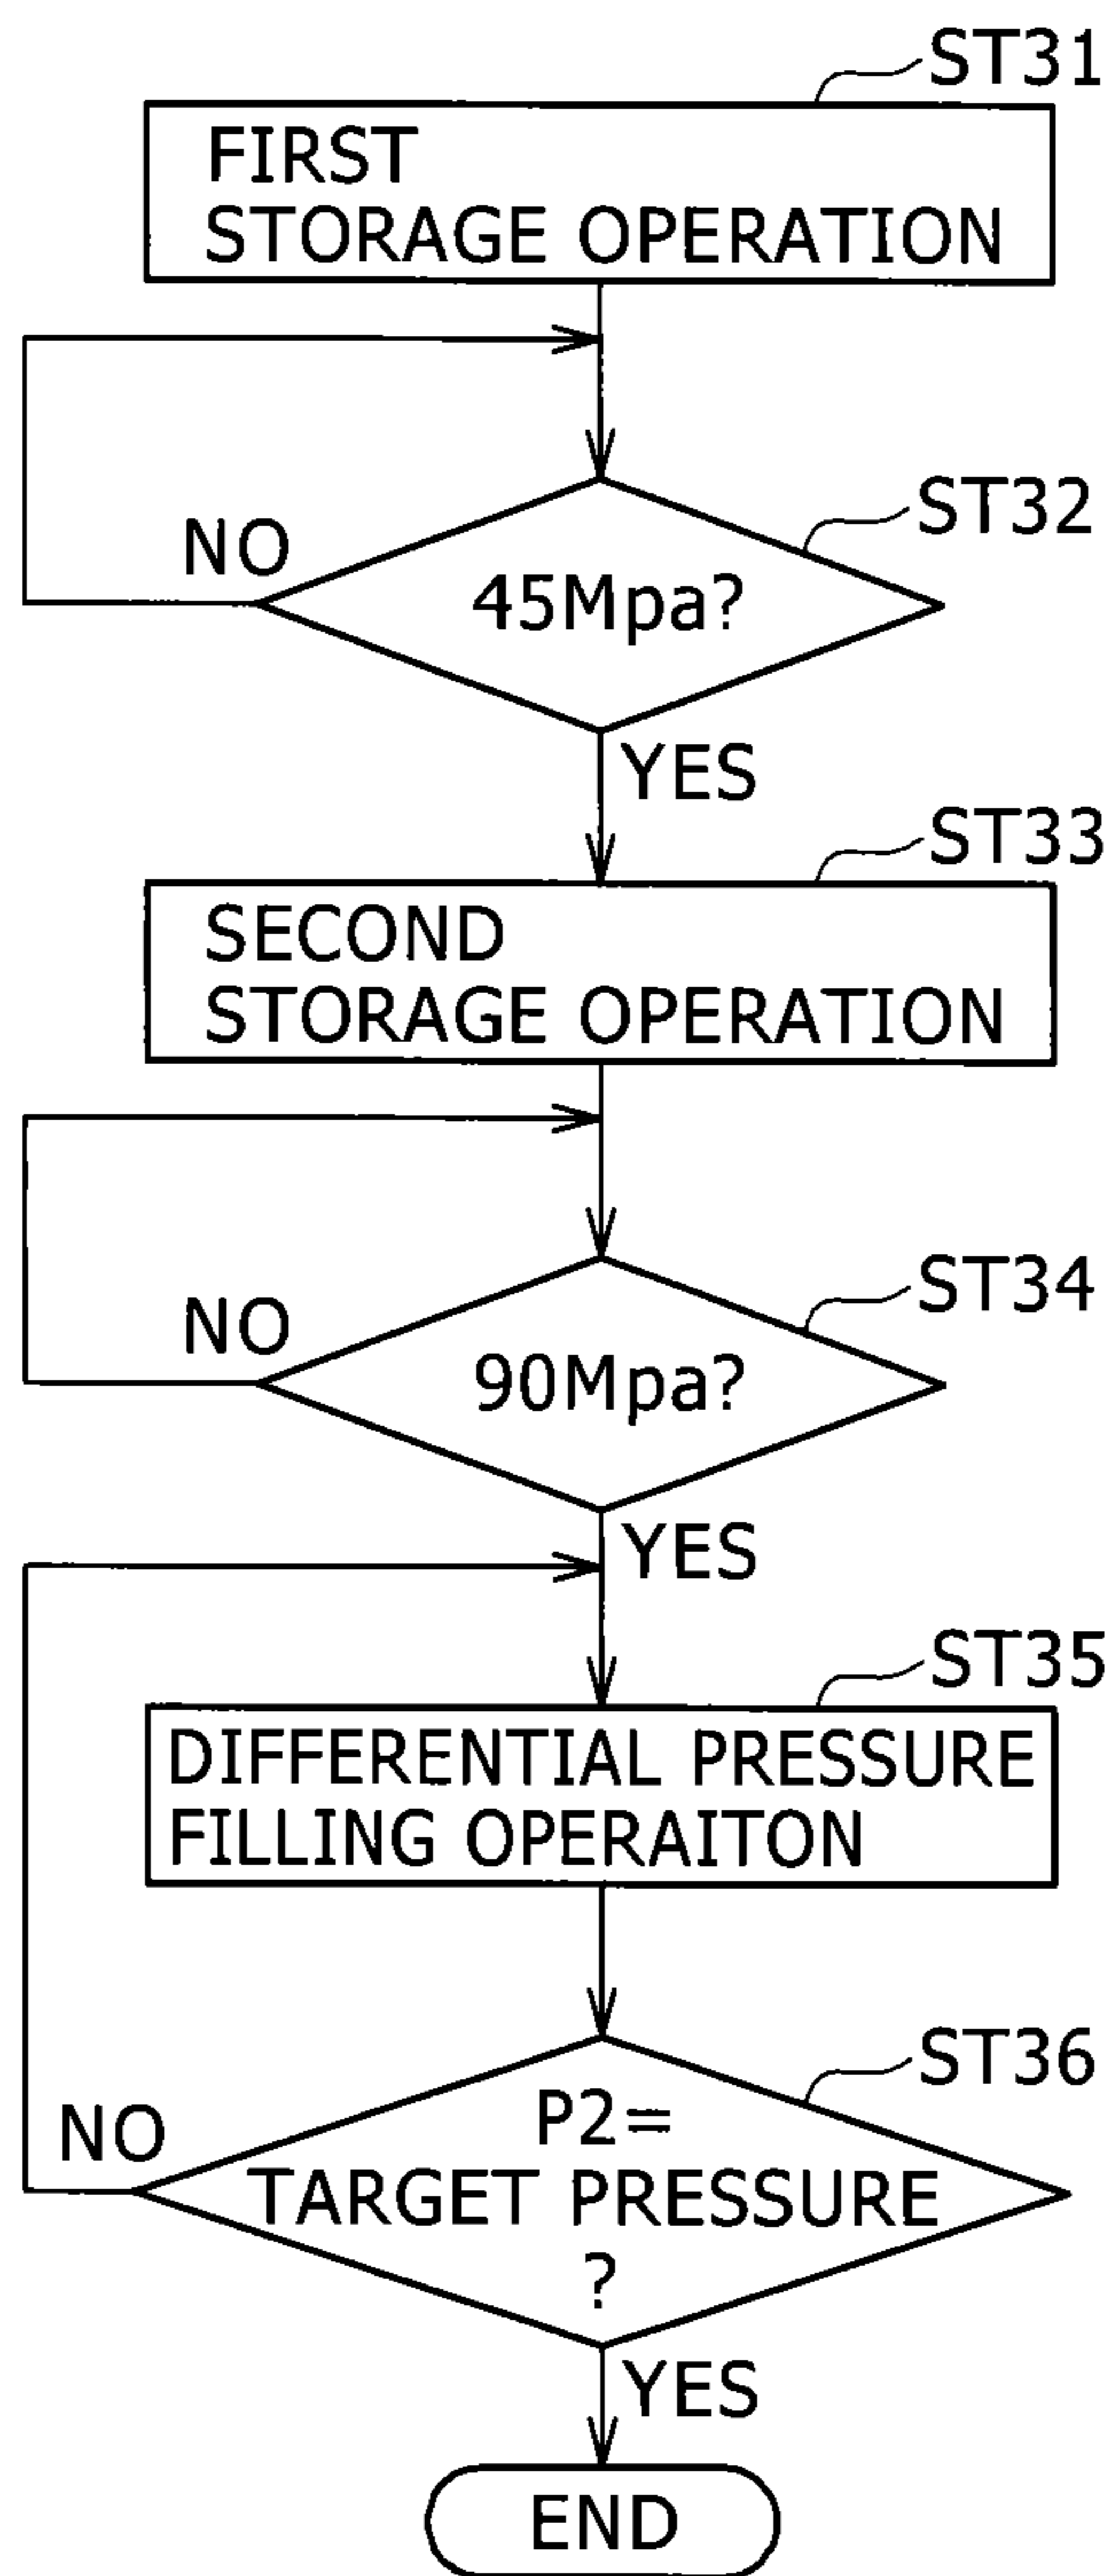 ST31
FIRST
STORAGE OPERATION
ST32
NO
45Mpa?
YES
ST33
SECOND
STORAGE OPERATION
ST34
NO
90Mpa?
YES
ST35
DIFFERENTIAL PRESSURE
FILLING OPERAITON
ST36
NO
P2=
TARGET PRESSURE
?
YES
END